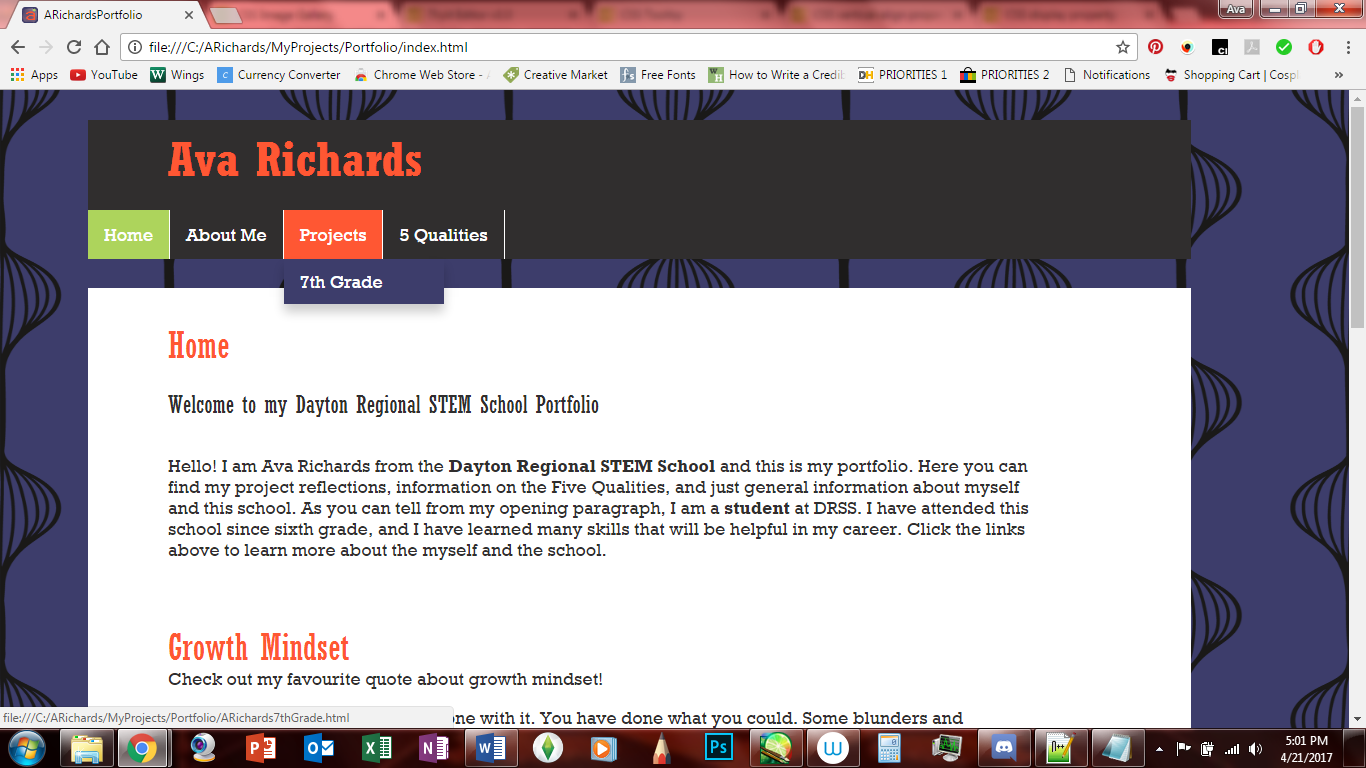 ARichardsPortfolio
Ava
file:///C:/ARichards/MyProjects/Portfolio/index.html
Apps YouTube Wings Currency Converter Chrome Web Store - Creative Market Free Fonts How to Write a Credib PRIORITIES 1 PRIORITIES 2 Notifications Shopping Cart | Cospl »
Ava Richards
Home About Me Projects 5 Qualities
7th Grade
Home
Welcome to my Dayton Regional STEM School Portfolio
Hello! I am Ava Richards from the Dayton Regional STEM School and this is my portfolio. Here you can
find my project reflections, information on the Five Qualities, and just general information about myself
and this school. As you can tell from my opening paragraph, I am a student at DRSS. I have attended this
school since sixth grade, and I have learned many skills that will be helpful in my career. Click the links
above to learn more about the myself and the school.
Growth Mindset
Check out my favourite quote about growth mindset!
one with it. You have done what you could. Some blunders and
file:///C:/ARichards/MyProjects/Portfolio/ARichards7thGrade.html
5:01 PM
4/21/2017